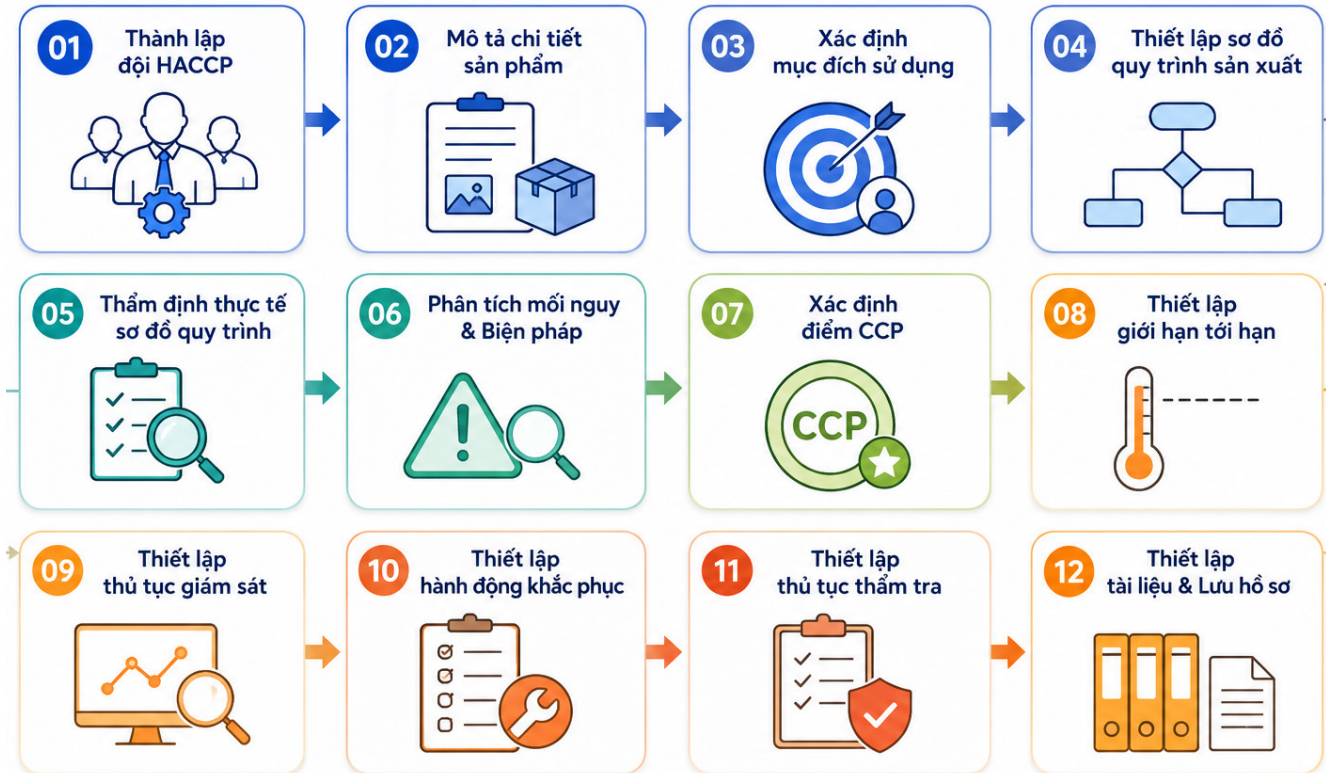 01
Thành lập
đội HACCP
02
Mô tả chi tiết
sản phẩm
03
Xác định
mục đích sử dụng
04
Thiết lập sơ đồ
quy trình sản xuất
05
Thẩm định thực tế
sơ đồ quy trình
06
Phân tích mối nguy
& Biện pháp
07
Xác định
điểm CCP
CCP
08
Thiết lập
giới hạn tới hạn
09
Thiết lập
thủ tục giám sát
10
Thiết lập
hành động khắc phục
11
Thiết lập
thủ tục thẩm tra
12
Thiết lập
tài liệu & Lưu hồ sơ